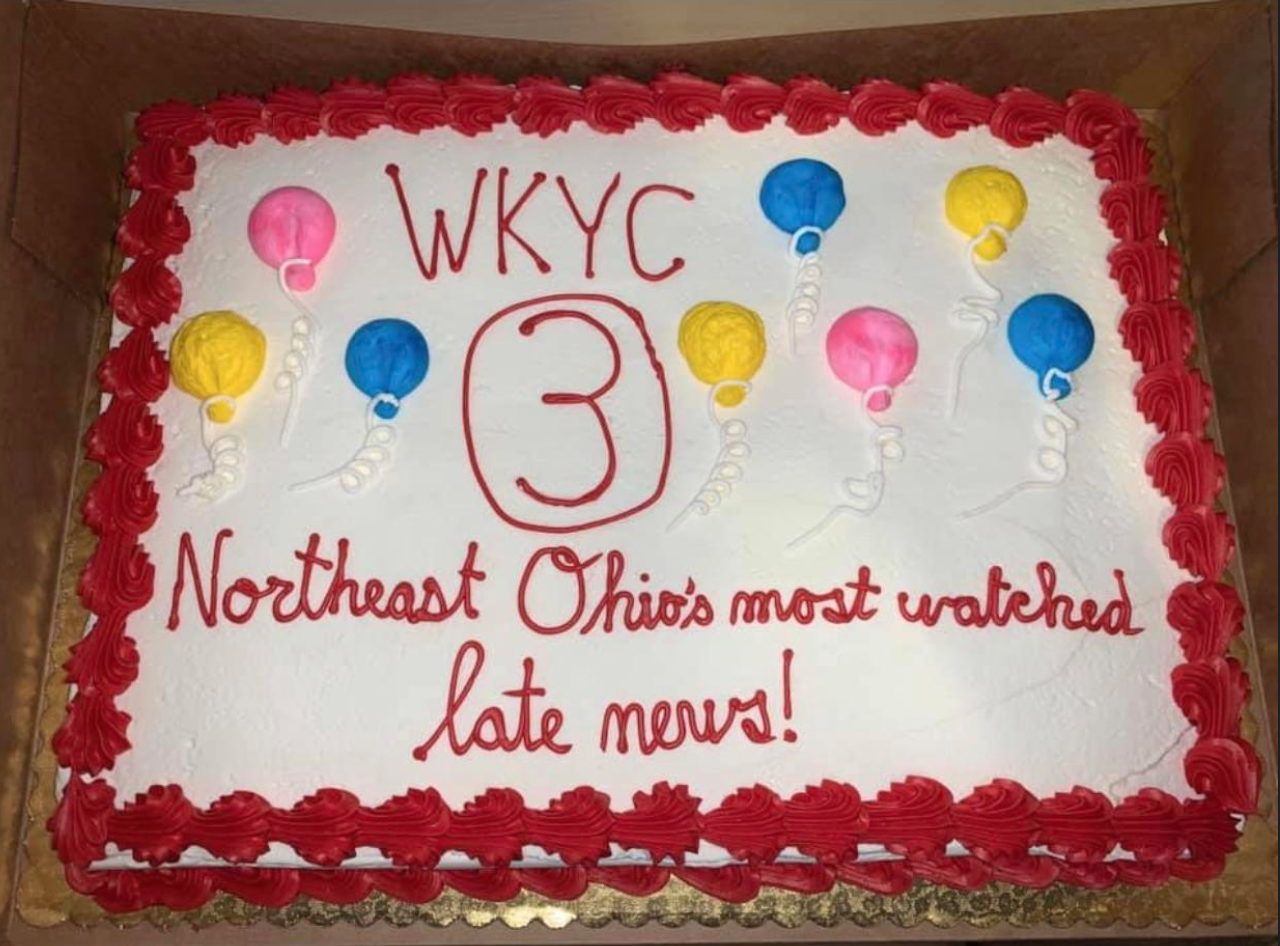 WKYC
3
Northeast Ohio's most watched
late news!